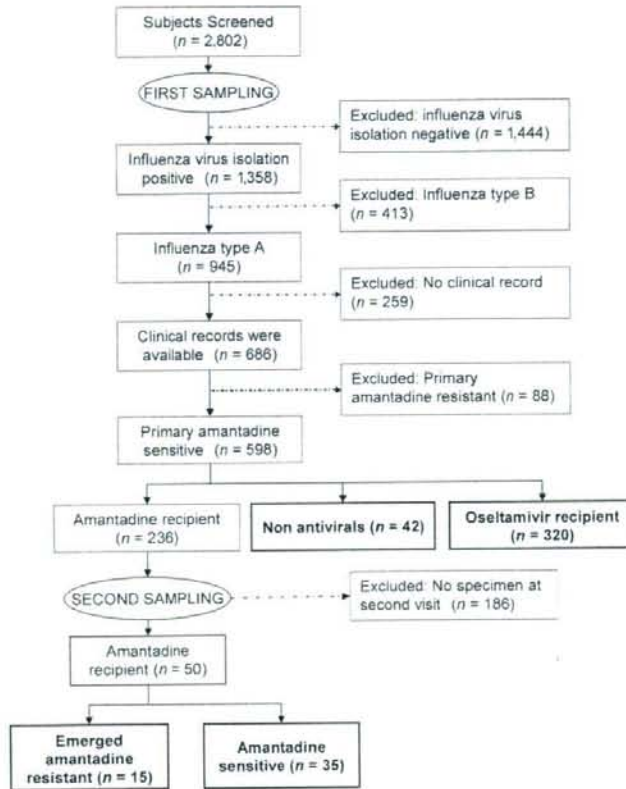 Subjects Screened
(n = 2,802)
FIRST SAMPLING
Excluded: influenza virus
isolation negative (n = 1,444)
Influenza virus isolation
positive (n = 1,358)
Excluded: Influenza type B
(n = 413)
Influenza type A
(n = 945)
Excluded: No clinical record
(n = 259)
Clinical records were
available (n = 686)
Excluded: Primary
amantadine resistant (n = 88)
Primary amantadine
sensitive (n = 598)
Amantadine recipient
(n = 236)
Non antivirals (n = 42)
Oseltamivir recipient
(n = 320)
SECOND SAMPLING
Excluded: No specimen at
second visit (n = 186)
Amantadine
recipient (n = 50)
Emerged
amantadine
resistant (n = 15)
Amantadine
sensitive (n = 35)